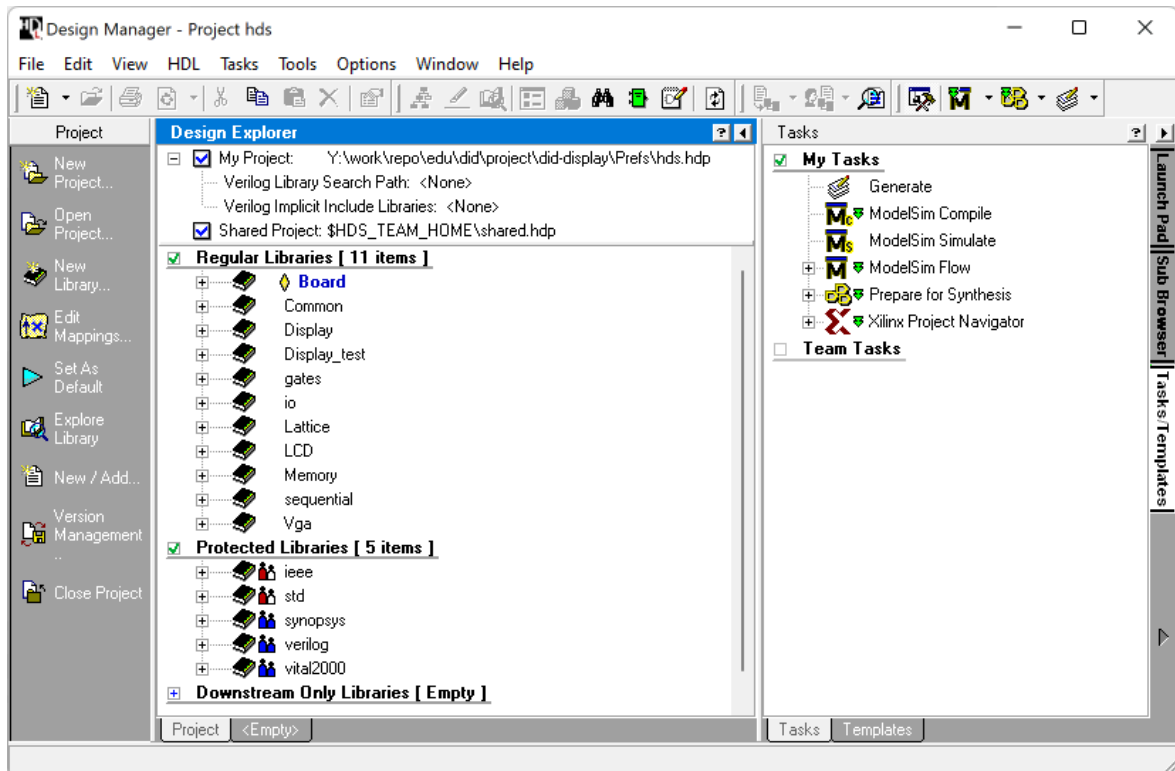 Design Manager - Project hds
File Edit View HDL Tasks Tools Options Window Help
Project
New Project...
Open Project...
New Library...
Edit Mappings...
Set As Default
Explore Library
New / Add...
Version Management ..
Close Project
Design Explorer
My Project: Y:\work\repo\edu\did\project\did-display\Prefs\hds.hdp
Verilog Library Search Path: <None>
Verilog Implicit Include Libraries: <None>
Shared Project: $HDS_TEAM_HOME\shared.hdp
Regular Libraries [ 11 items ]
Board
Common
Display
Display_test
gates
io
Lattice
LCD
Memory
sequential
Vga
Protected Libraries [ 5 items ]
ieee
std
synopsys
verilog
vital2000
Downstream Only Libraries [ Empty ]
Project <Empty>
Tasks
My Tasks
Generate
ModelSim Compile
ModelSim Simulate
ModelSim Flow
Prepare for Synthesis
Xilinx Project Navigator
Team Tasks
Tasks Templates
Launch Pad
Sub Browser
Tasks/Templates